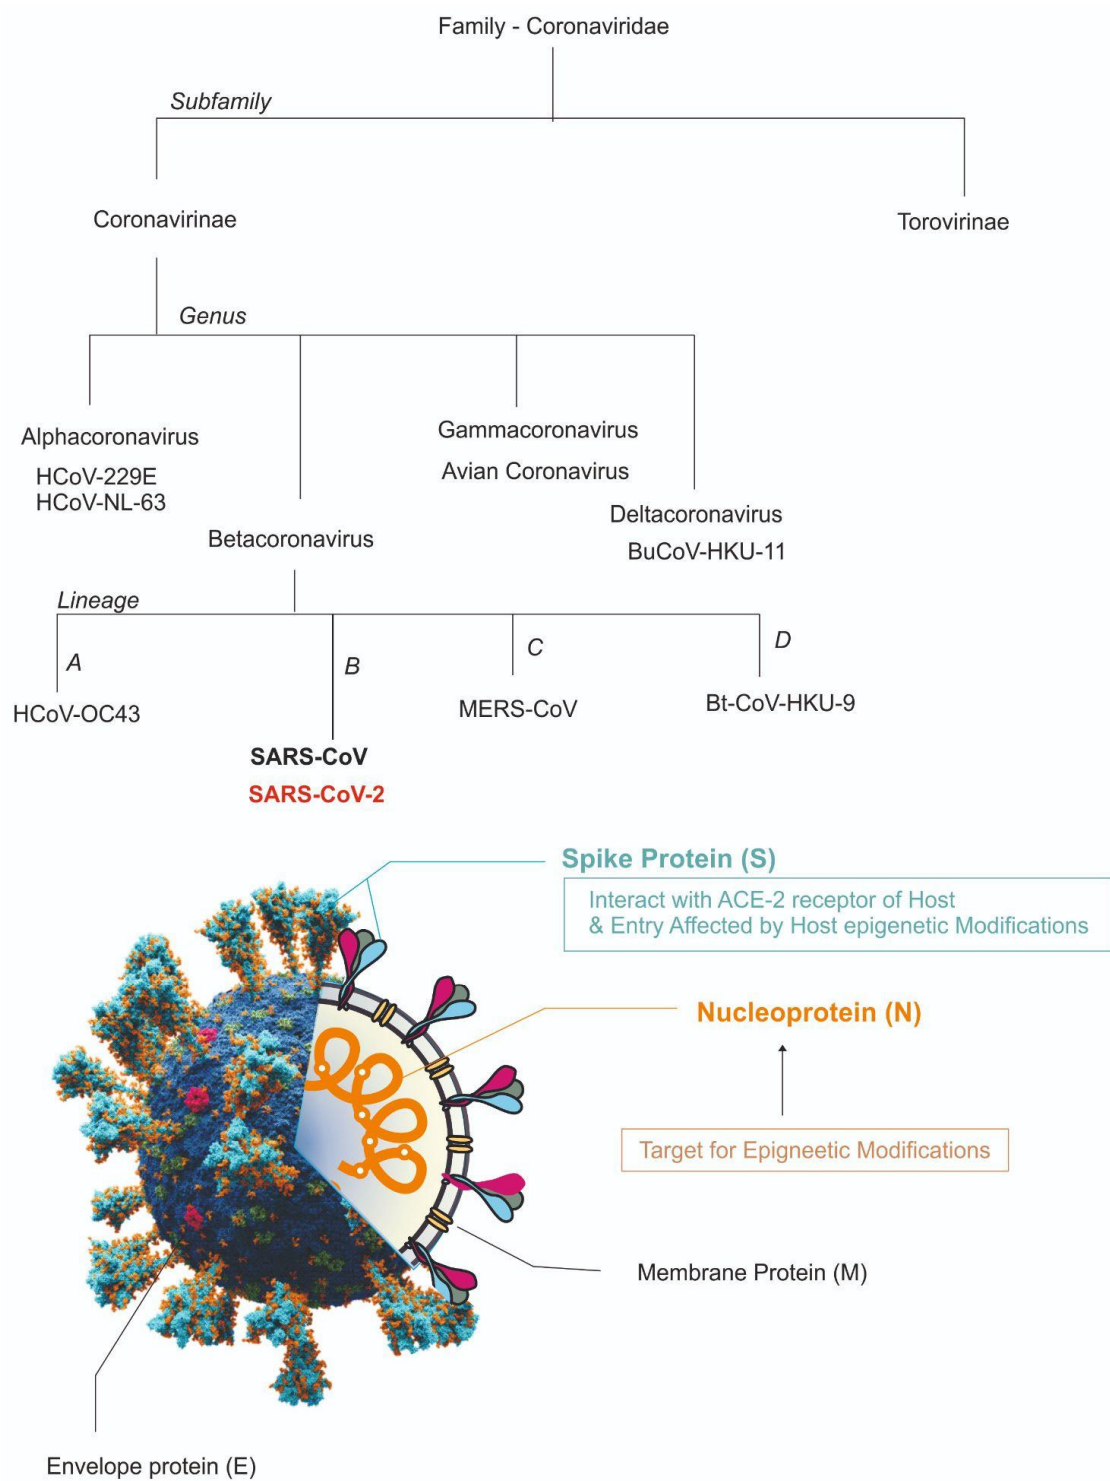 Family - Coronaviridae
Subfamily
Coronavirinae
Torovirinae
Genus
Alphacoronavirus
HCoV-229E
HCoV-NL-63
Gammacoronavirus
Avian Coronavirus
Deltacoronavirus
BuCoV-HKU-11
Betacoronavirus
Lineage
A
B
C
D
HCoV-OC43
SARS-CoV
SARS-CoV-2
MERS-CoV
Bt-CoV-HKU-9
Spike Protein (S)
Interact with ACE-2 receptor of Host
& Entry Affected by Host epigenetic Modifications
Nucleoprotein (N)
Target for Epigneetic Modifications
Membrane Protein (M)
Envelope protein (E)